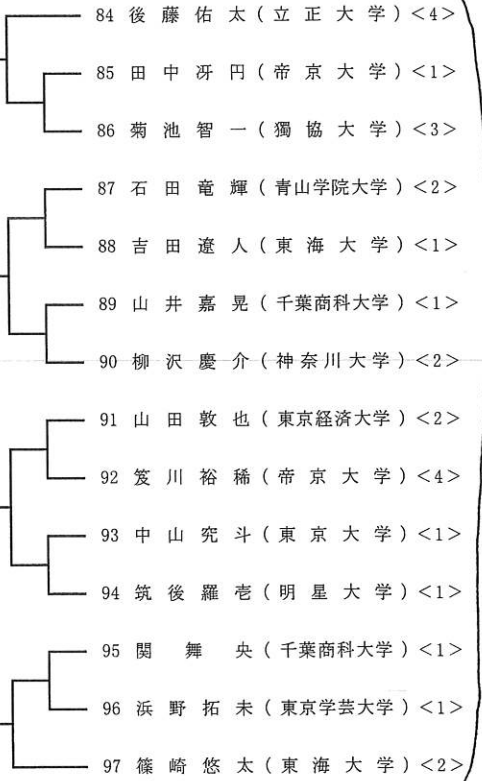 84 後藤佑太(立正大学)<4>
85 田中冴円(帝京大学)<1>
86 菊池智一(獨協大学)<3>
87 石田竜輝(青山学院大学)<2>
88 吉田遼人(東海大学)<1>
89 山井嘉晃(千葉商科大学)<1>
90 柳沢慶介(神奈川大学)<2>
91 山田敦也(東京経済大学)<2>
92 笈川裕稀(帝京大学)<4>
93 中山究斗(東京大学)<1>
94 筑後羅壱(明星大学)<1>
95 関舞央(千葉商科大学)<1>
96 浜野拓未(東京学芸大学)<1>
97 篠崎悠太(東海大学)<2>